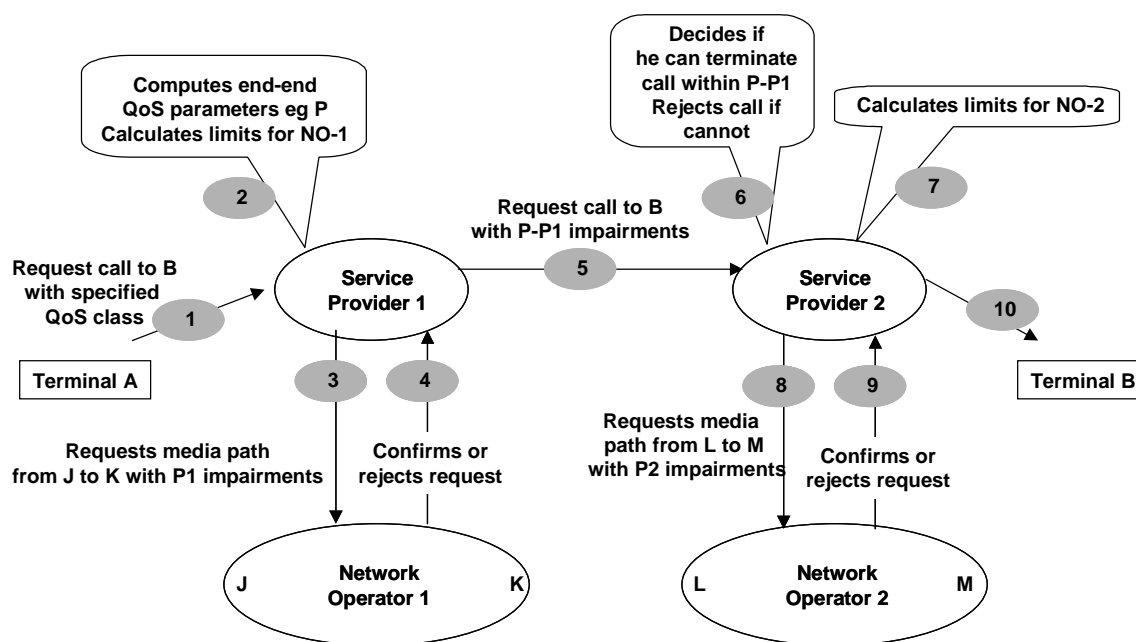 Computes end-end
QoS parameters eg P
Calculates limits for NO-1
2
Decides if
he can terminate
call within P-P1
Rejects call if
cannot
6
Calculates limits for NO-2
7
Request call to B
with specified
QoS class
1
Terminal A
Service
Provider 1
Request call to B
with P-P1 impairments
5
Service
Provider 2
10
Terminal B
3
4
Requests media path
from J to K with P1 impairments
Confirms or
rejects request
8
9
Requests media
path from L to M
with P2 impairments
Confirms or
rejects request
J
Network
Operator 1
K
L
Network
Operator 2
M